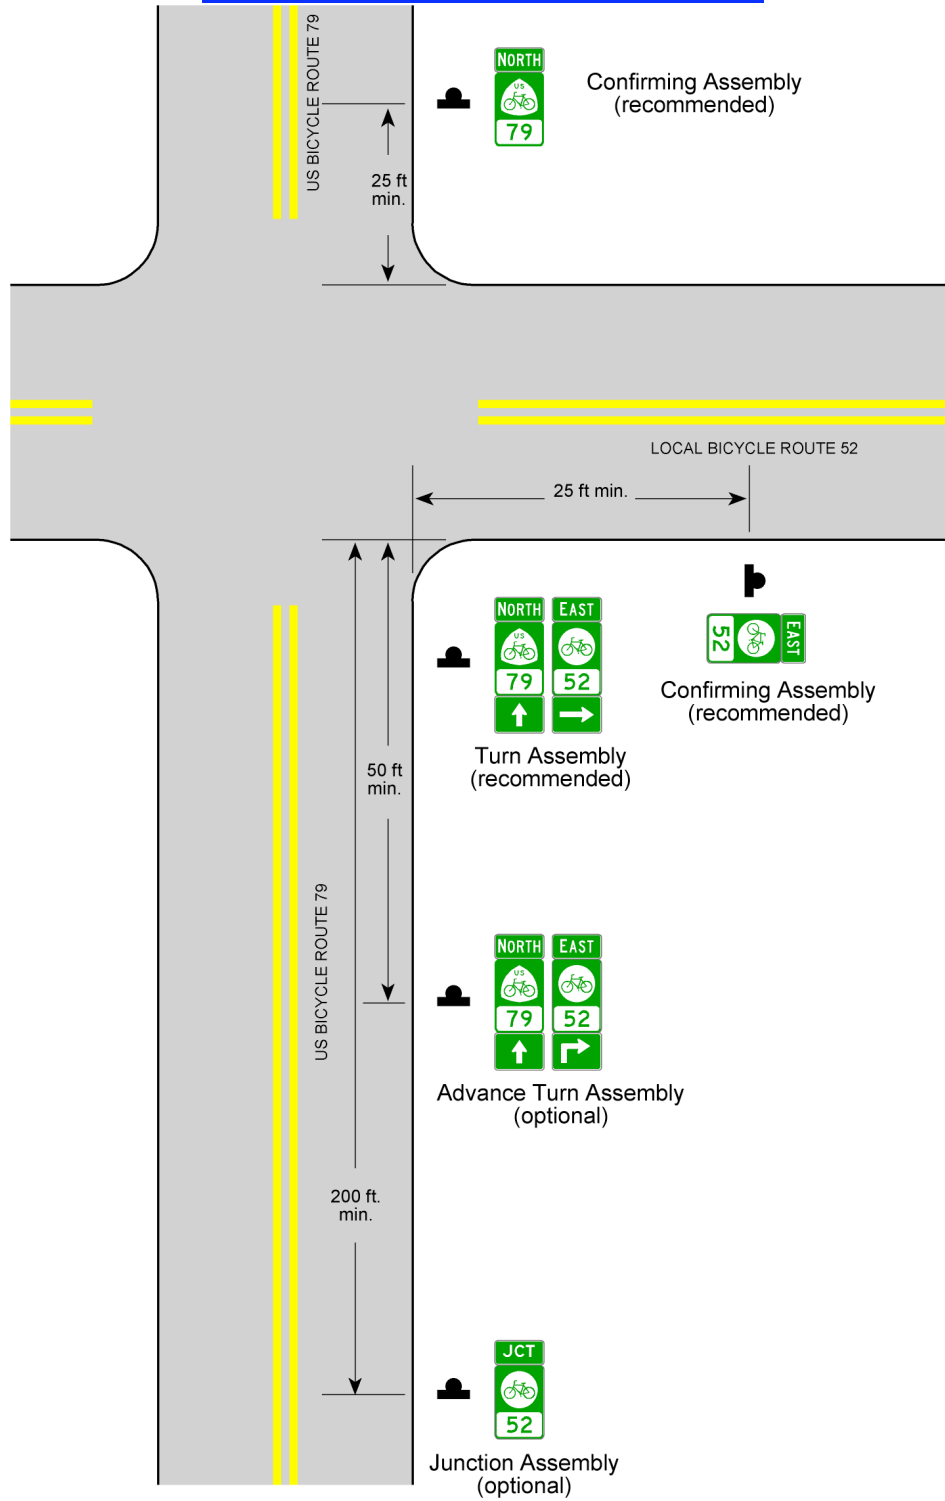 US BICYCLE ROUTE 79
NORTH
US
79
Confirming Assembly
(recommended)
25 ft
min.
LOCAL BICYCLE ROUTE 52
25 ft min.
NORTH
US
79
EAST
52
Turn Assembly
(recommended)
EAST
52
Confirming Assembly
(recommended)
50 ft
min.
US BICYCLE ROUTE 79
NORTH
US
79
EAST
52
Advance Turn Assembly
(optional)
200 ft.
min.
JCT
52
Junction Assembly
(optional)